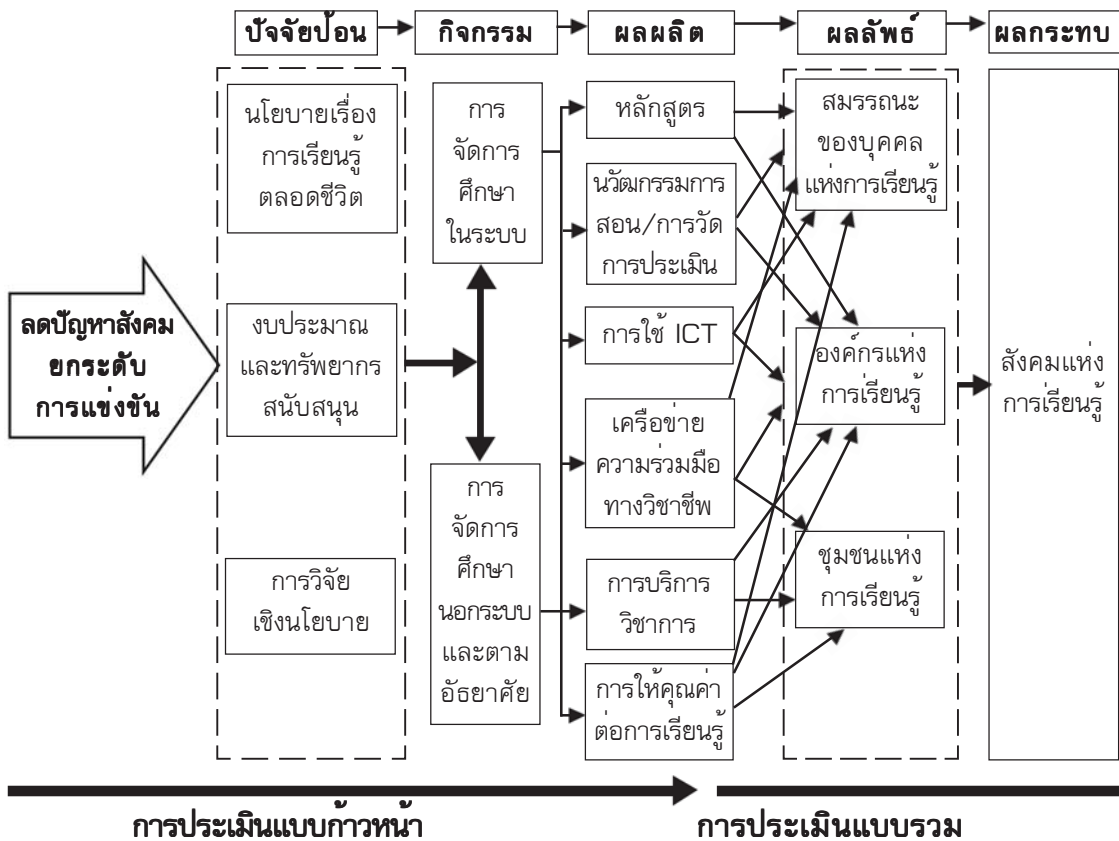 ปัจจัยป้อน
กิจกรรม
ผลผลิต
ผลลัพธ์
ผลกระทบ
ลดปัญหาสังคม
ยกระดับ
การแข่งขัน
นโยบายเรื่อง
การเรียนรู้
ตลอดชีวิต
งบประมาณ
และทรัพยากร
สนับสนุน
การวิจัย
เชิงนโยบาย
การ
จัดการ
ศึกษา
ในระบบ
การ
จัดการ
ศึกษา
นอกระบบ
และตาม
อัธยาศัย
หลักสูตร
นวัตกรรมการ
สอน/การวัด
การประเมิน
การใช้ ICT
เครือข่าย
ความร่วมมือ
ทางวิชาชีพ
การบริการ
วิชาการ
การให้คุณค่า
ต่อการเรียนรู้
สมรรถนะ
ของบุคคล
แห่งการเรียนรู้
องค์กรแห่ง
การเรียนรู้
ชุมชนแห่ง
การเรียนรู้
สังคมแห่ง
การเรียนรู้
การประเมินแบบก้าวหน้า
การประเมินแบบรวม